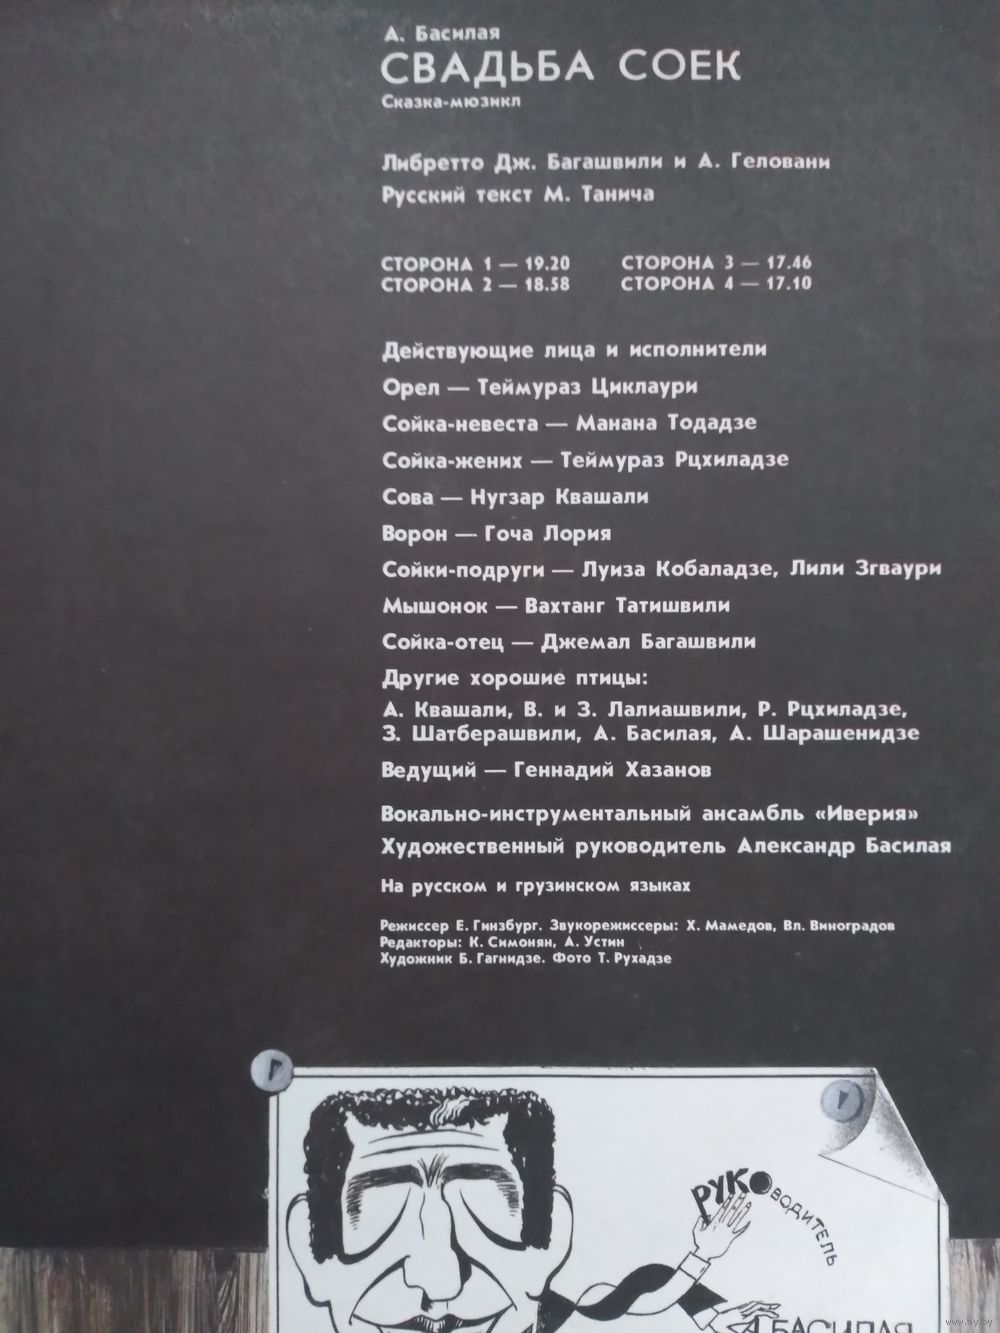 А. Басилая
СВАДЬБА СОЕК
Сказка-мюзикл
Либретто Дж. Багашвили и А. Геловани
Русский текст М. Танича
СТОРОНА 1 — 19.20
СТОРОНА 2 — 18.58
СТОРОНА 3 — 17.46
СТОРОНА 4 — 17.10
Действующие лица и исполнители
Орел — Теймураз Циклаури
Сойка-невеста — Манана Тодадзе
Сойка-жених — Теймураз Рцхиладзе
Сова — Нугзар Квашали
Ворон — Гоча Лория
Сойки-подруги — Луиза Кобаладзе, Лили Згваури
Мышонок — Вахтанг Татишвили
Сойка-отец — Джемал Багашвили
Другие хорошие птицы:
А. Квашали, В. и З. Лалиашвили, Р. Рцхиладзе,
З. Шатберашвили, А. Басилая, А. Шарашенидзе
Ведущий — Геннадий Хазанов
Вокально-инструментальный ансамбль «Иверия»
Художественный руководитель Александр Басилая
На русском и грузинском языках
Режиссер Е. Гинзбург. Звукорежиссеры: Х. Мамедов, Вл. Виноградов
Редакторы: К. Симонян, А. Устин
Художник Б. Гагнидзе. Фото Т. Рухадзе
РУКОВОДИТЕЛЬ
А БАСИЛАЯ
www.ay.by